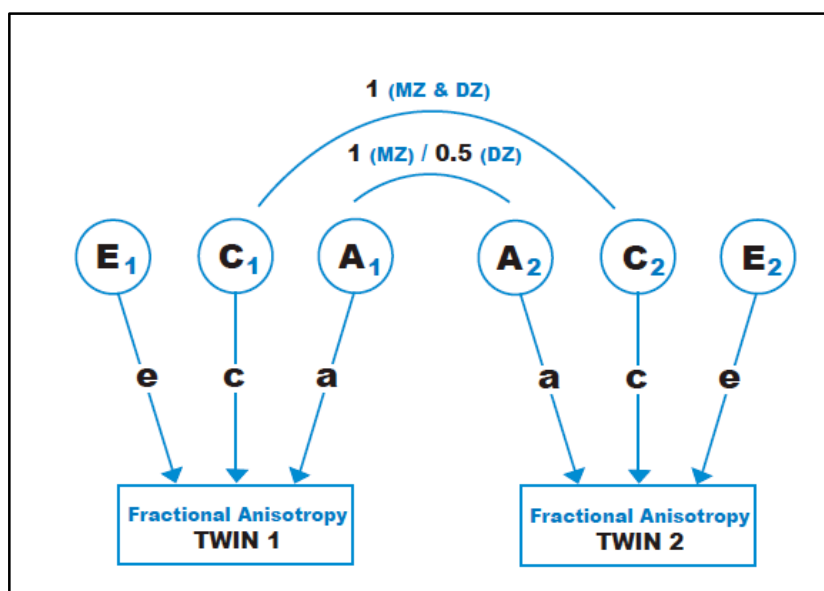 1 (MZ & DZ)
1 (MZ) / 0.5 (DZ)
E1 C1 A1 A2 C2 E2
e c a a c e
Fractional Anisotropy Fractional Anisotropy
TWIN 1 TWIN 2